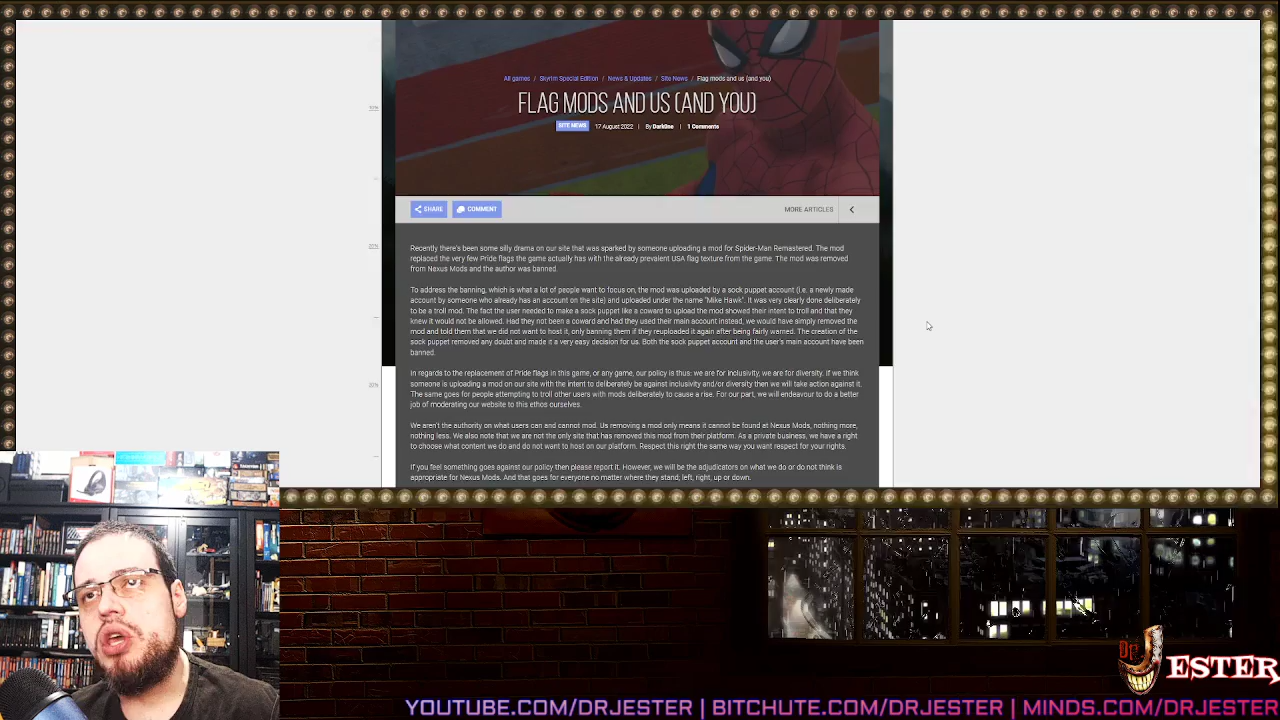 All games / Skyrim Special Edition / News & Updates / Site News / Flag mods and us (and you)
FLAG MODS AND US (AND YOU)
SITE NEWS 17 August 2022 | By Dark0ne | 1 Comments
SHARE COMMENT MORE ARTICLES
Recently there's been some silly drama on our site that was sparked by someone uploading a mod for Spider-Man Remastered. The mod
replaced the very few Pride flags the game actually has with the already prevalent USA flag texture from the game. The mod was removed
from Nexus Mods and the author was banned.
To address the banning, which is what a lot of people want to focus on, the mod was uploaded by a sock puppet account (i.e. a newly made
account by someone who already has an account on the site) and uploaded under the name "Mike Hawk". It was very clearly done deliberately
to be a troll mod. The fact the user needed to make a sock puppet like a coward to upload the mod showed their intent to troll and that they
knew it would not be allowed. Had they not been a coward and had they used their main account instead, we would have simply removed the
mod and told them that we did not want to host it, only banning them if they reuploaded it again after being fairly warned. The creation of the
sock puppet removed any doubt and made it a very easy decision for us. Both the sock puppet account and the user's main account have been
banned.
In regards to the replacement of Pride flags in this game, or any game, our policy is thus: we are for inclusivity, we are for diversity. If we think
someone is uploading a mod on our site with the intent to deliberately be against inclusivity and/or diversity then we will take action against it.
The same goes for people attempting to troll other users with mods deliberately to cause a rise. For our part, we will endeavour to do a better
job of moderating our website to this ethos ourselves.
We aren't the authority on what users can and cannot mod. Us removing a mod only means it cannot be found at Nexus Mods, nothing more,
nothing less. We also note that we are not the only site that has removed this mod from their platform. As a private business, we have a right
to choose what content we do and do not want to host on our platform. Respect this right the same way you want respect for your rights.
If you feel something goes against our policy then please report it. However, we will be the adjudicators on what we do or do not think is
appropriate for Nexus Mods. And that goes for everyone no matter where they stand; left, right, up or down.
Dr
JESTER
YOUTUBE.COM/DRJESTER | BITCHUTE.COM/DRJESTER | MINDS.COM/DRJESTER